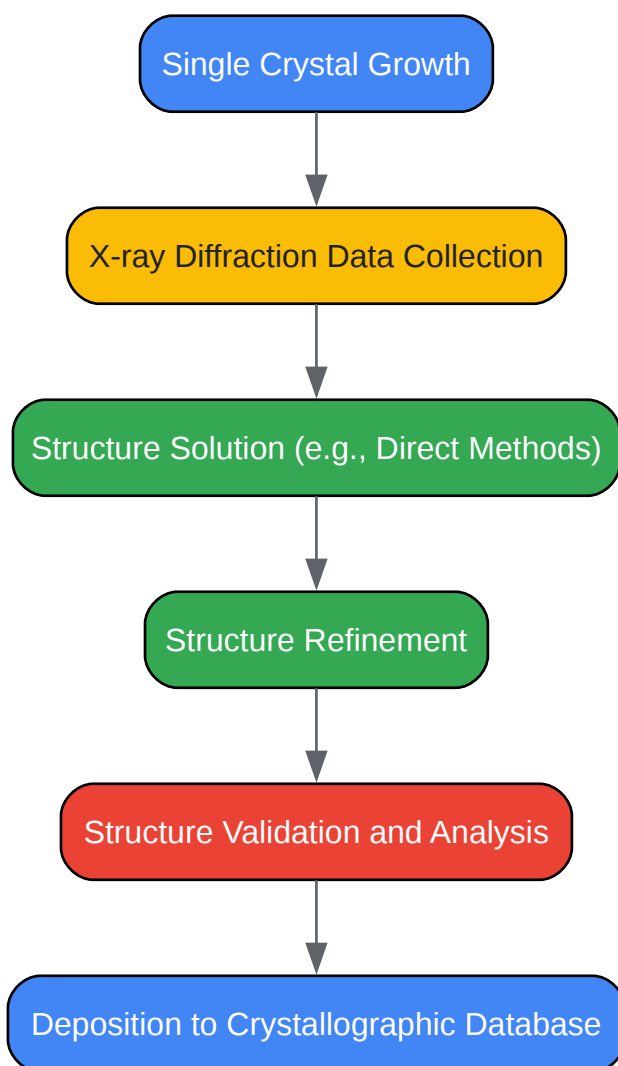 Single Crystal Growth
X-ray Diffraction Data Collection
Structure Solution (e.g., Direct Methods)
Structure Refinement
Structure Validation and Analysis
Deposition to Crystallographic Database